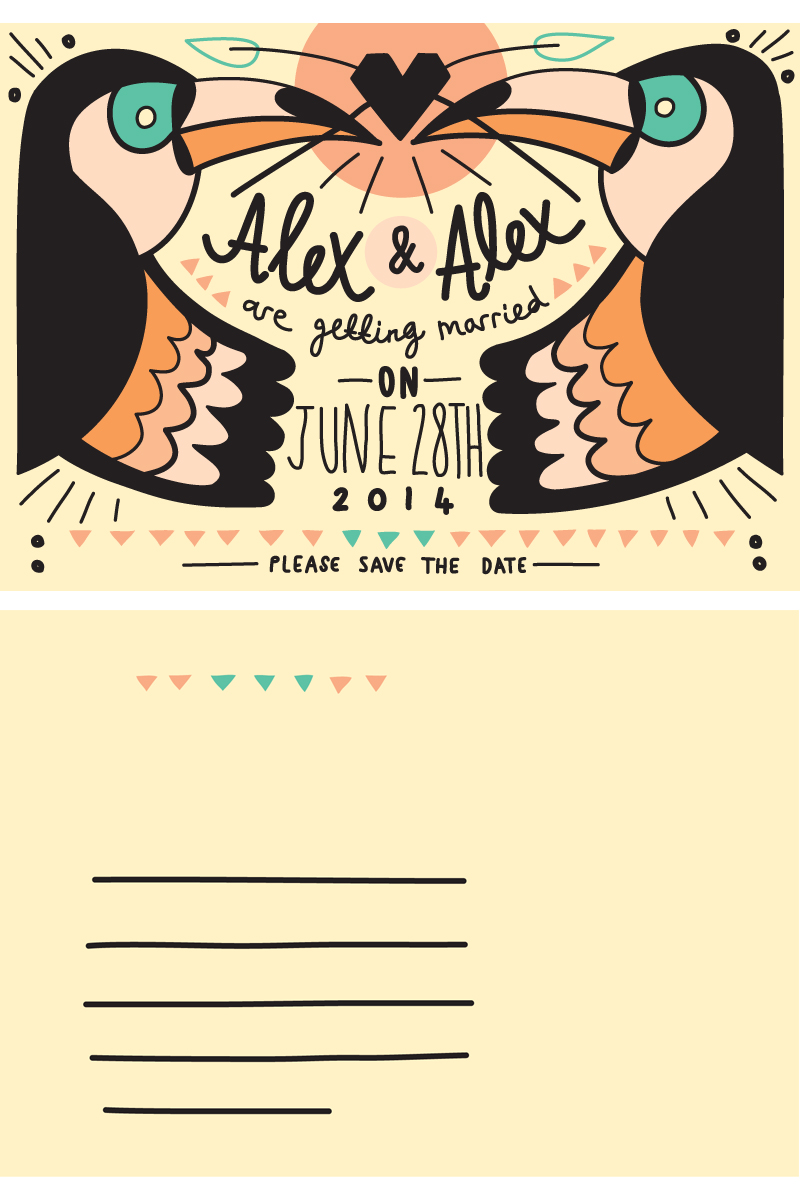 Alex & Alex
are getting married
ON
JUNE 28TH
2014
PLEASE SAVE THE DATE